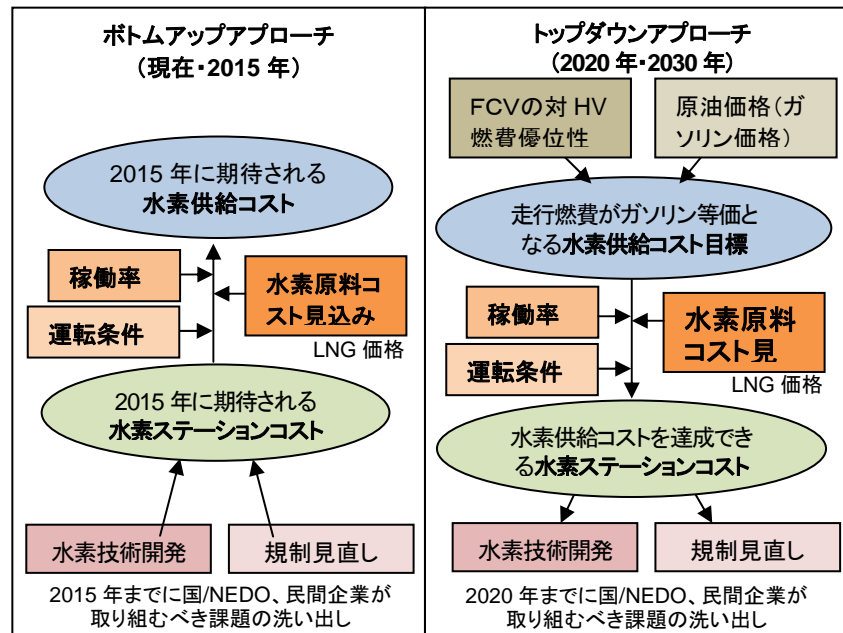 ボトムアップアプローチ
(現在・2015 年)
2015 年に期待される
水素供給コスト
稼働率
水素原料コ
スト見込み
運転条件
LNG 価格
2015 年に期待される
水素ステーションコスト
水素技術開発
規制見直し
2015 年までに国/NEDO、民間企業が
取り組むべき課題の洗い出し
トップダウンアプローチ
(2020 年・2030 年)
FCVの対 HV
燃費優位性
原油価格(ガ
ソリン価格)
走行燃費がガソリン等価と
なる水素供給コスト目標
稼働率
水素原料
コスト見
運転条件
LNG 価格
水素供給コストを達成でき
る水素ステーションコスト
水素技術開発
規制見直し
2020 年までに国/NEDO、民間企業が
取り組むべき課題の洗い出し